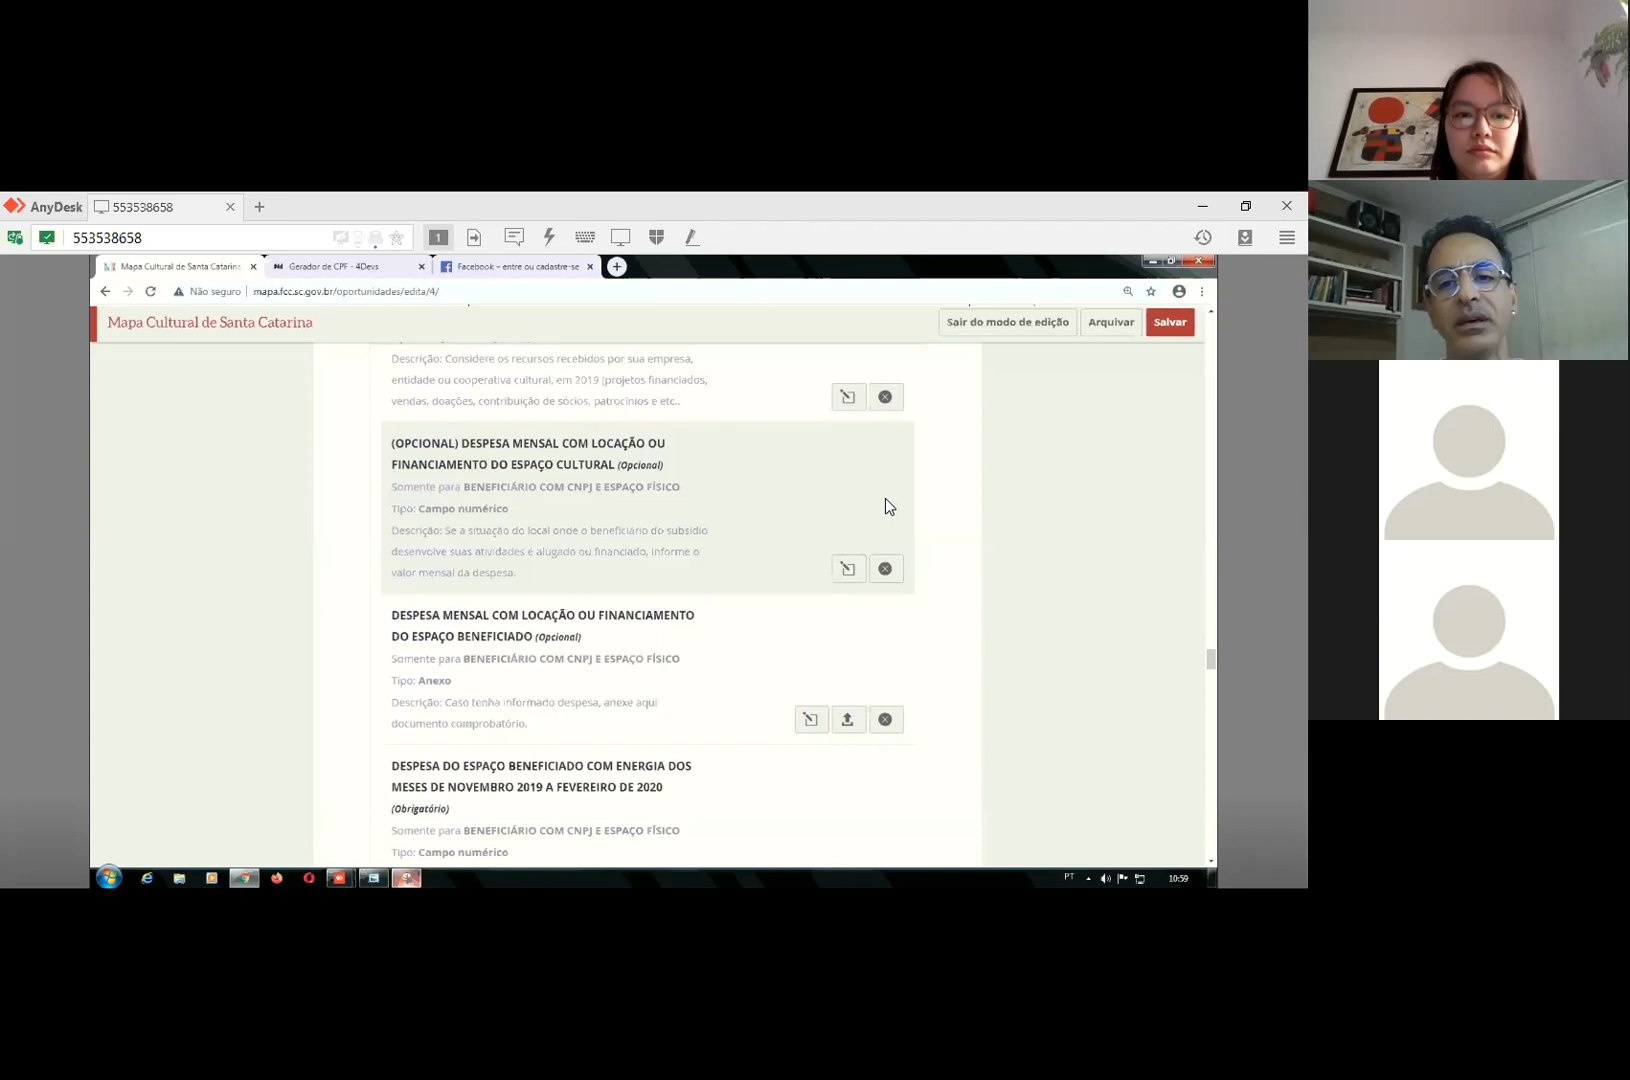 AnyDesk
553538658
553538658
1
Mapa Cultural de Santa Catarina
Gerador de CPF - 4Devs
Facebook – entre ou cadastre-se
Não seguro
mapa.fcc.sc.gov.br/oportunidades/edita/4/
Mapa Cultural de Santa Catarina
Sair do modo de edição
Arquivar
Salvar
Descrição: Considere os recursos recebidos por sua empresa,
entidade ou cooperativa cultural, em 2019 (projetos financiados,
vendas, doações, contribuição de sócios, patrocínios e etc..
(OPCIONAL) DESPESA MENSAL COM LOCAÇÃO OU
FINANCIAMENTO DO ESPAÇO CULTURAL (Opcional)
Somente para BENEFICIÁRIO COM CNPJ E ESPAÇO FÍSICO
Tipo: Campo numérico
Descrição: Se a situação do local onde o beneficiário do subsídio
desenvolve suas atividades é alugado ou financiado, informe o
valor mensal da despesa.
DESPESA MENSAL COM LOCAÇÃO OU FINANCIAMENTO
DO ESPAÇO BENEFICIADO (Opcional)
Somente para BENEFICIÁRIO COM CNPJ E ESPAÇO FÍSICO
Tipo: Anexo
Descrição: Caso tenha informado despesa, anexe aqui
documento comprobatório.
DESPESA DO ESPAÇO BENEFICIADO COM ENERGIA DOS
MESES DE NOVEMBRO 2019 A FEVEREIRO DE 2020
(Obrigatório)
Somente para BENEFICIÁRIO COM CNPJ E ESPAÇO FÍSICO
Tipo: Campo numérico
PT
10:59